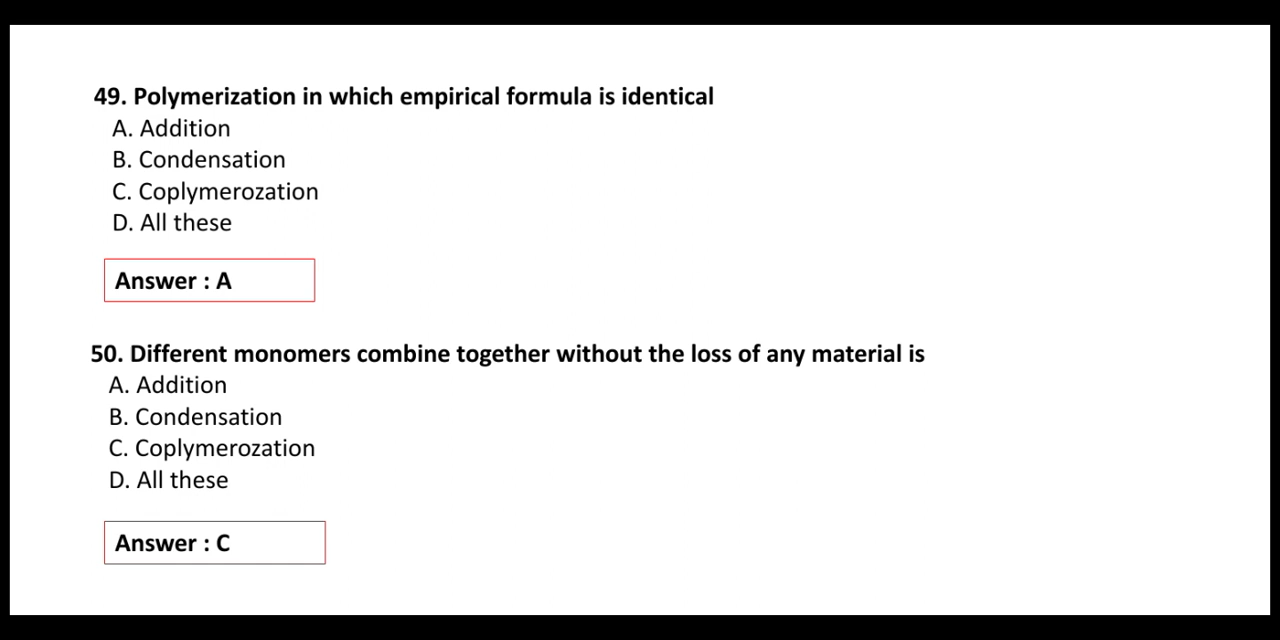 49. Polymerization in which empirical formula is identical
A. Addition
B. Condensation
C. Coplymerozation
D. All these
Answer : A
50. Different monomers combine together without the loss of any material is
A. Addition
B. Condensation
C. Coplymerozation
D. All these
Answer : C